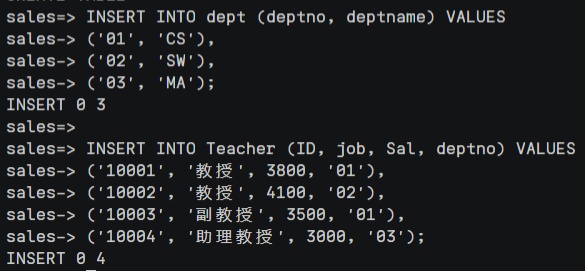 sales=> INSERT INTO dept (deptno, deptname) VALUES
sales-> ('01', 'CS'),
sales-> ('02', 'SW'),
sales-> ('03', 'MA');
INSERT 0 3
sales=>
sales=> INSERT INTO Teacher (ID, job, Sal, deptno) VALUES
sales-> ('10001', '教授', 3800, '01'),
sales-> ('10002', '教授', 4100, '02'),
sales-> ('10003', '副教授', 3500, '01'),
sales-> ('10004', '助理教授', 3000, '03');
INSERT 0 4